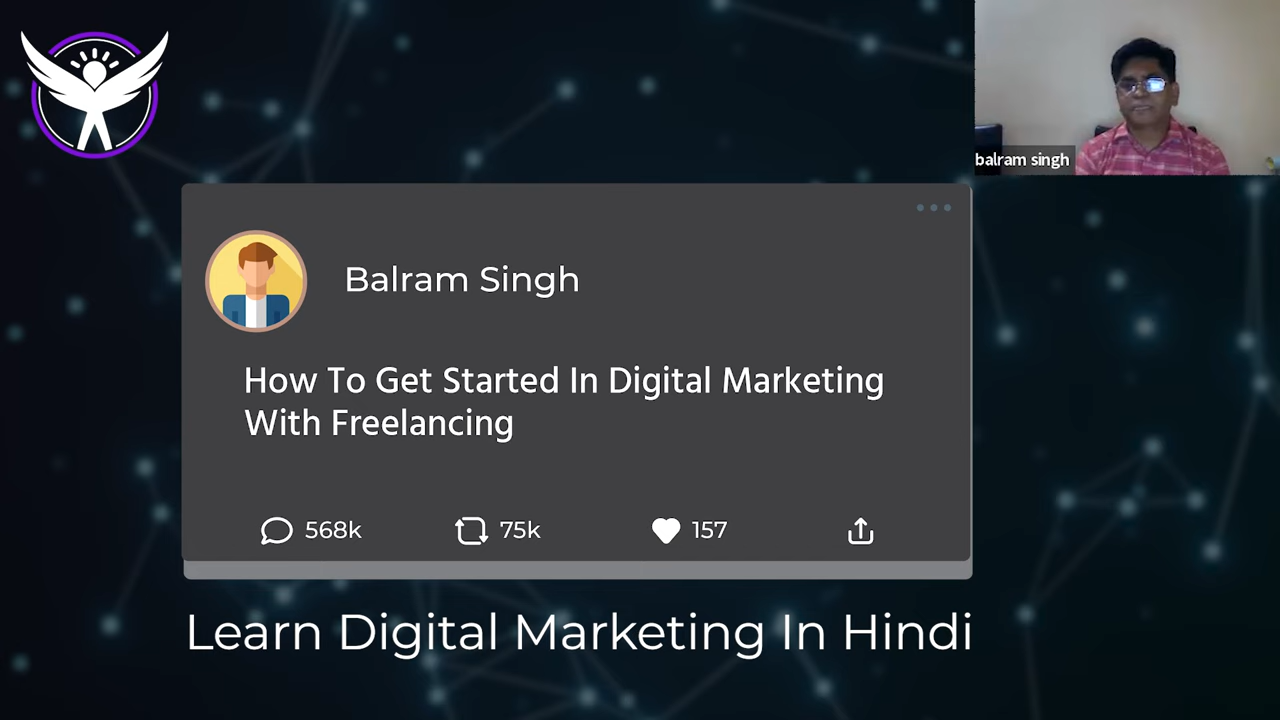 balram singh
Balram Singh
How To Get Started In Digital Marketing
With Freelancing
568k
75k
157
Learn Digital Marketing In Hindi